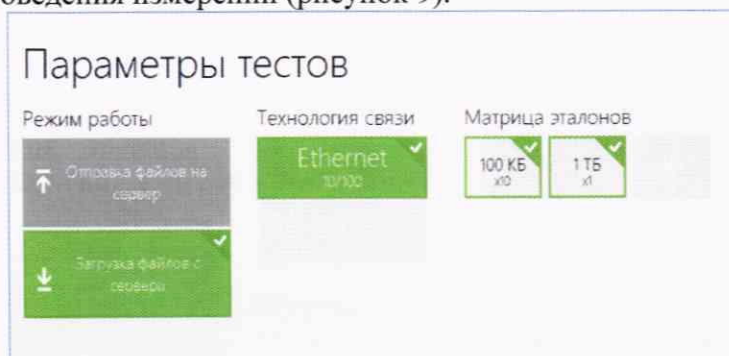 оведения измерений (рисунок 9).
Параметры тестов
Режим работы
Технология связи
Матрица эталонов
Отправка файлов на
сервер
Ethernet
10/100
100 КБ
x10
1 ТБ
x1
Загрузка файлов с
сервера